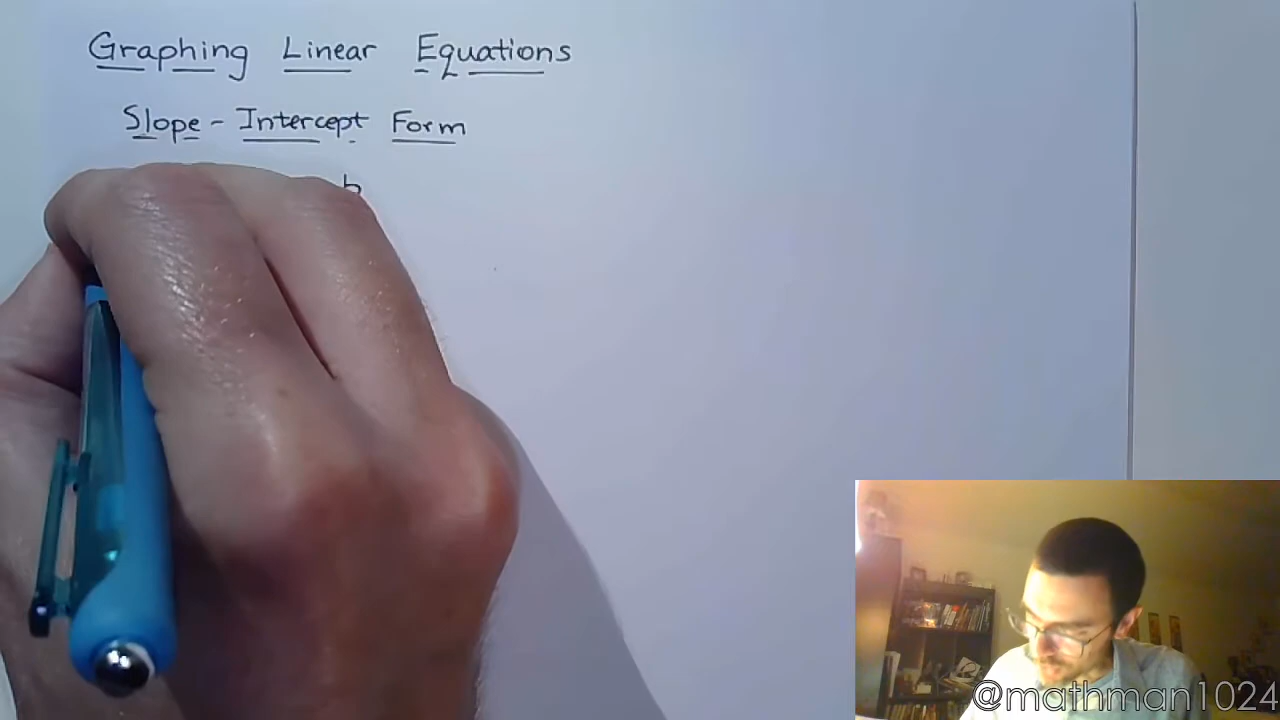 Graphing Linear Equations
Slope - Intercept Form
b
@mathman1024